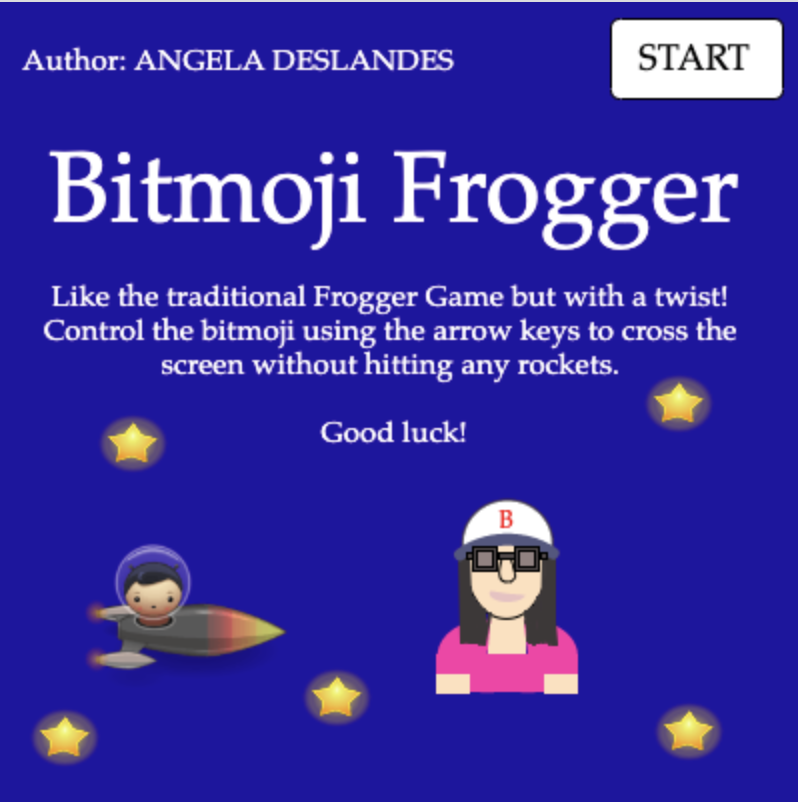 Author: ANGELA DESLANDES
START
Bitmoji Frogger
Like the traditional Frogger Game but with a twist!
Control the bitmoji using the arrow keys to cross the
screen without hitting any rockets.
Good luck!
B